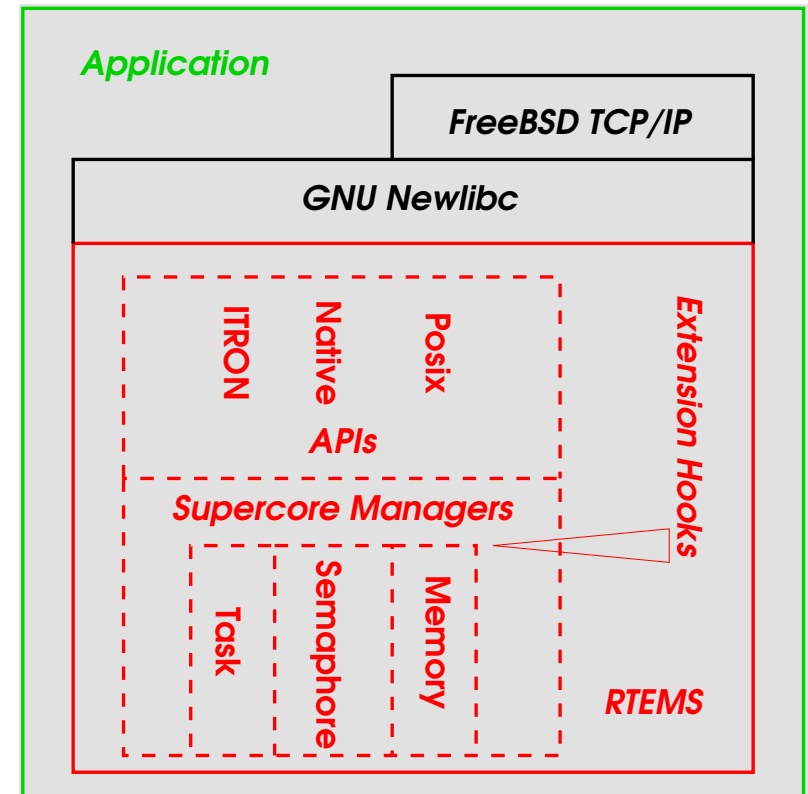 Application
FreeBSD TCP/IP
GNU Newlibc
ITRON
Native
Posix
Extension Hooks
APIs
Supercore Managers
Task
Semaphore
Memory
RTEMS